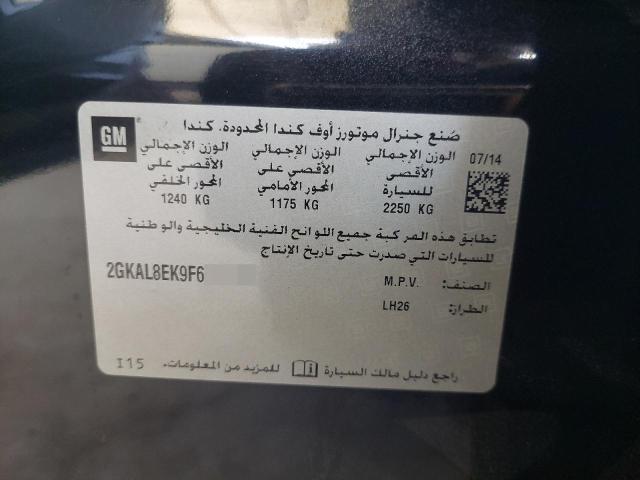 GM
صُنع جنرال موتورز أوف كندا المحدودة، كندا
07/14
الوزن الإجمالي الأقصى للسيارة
2250 KG
الوزن الإجمالي الأقصى على المحور الأمامي
1175 KG
الوزن الإجمالي الأقصى على المحور الخلفي
1240 KG
تطابق هذه المركبة جميع اللوائح الفنية الخليجية والوطنية
للسيارات التي صدرت حتى تاريخ الإنتاج
2GKAL8EK9F6
الصنف: M.P.V.
الطراز: LH26
راجع دليل مالك السيارة للمزيد من المعلومات.
I15